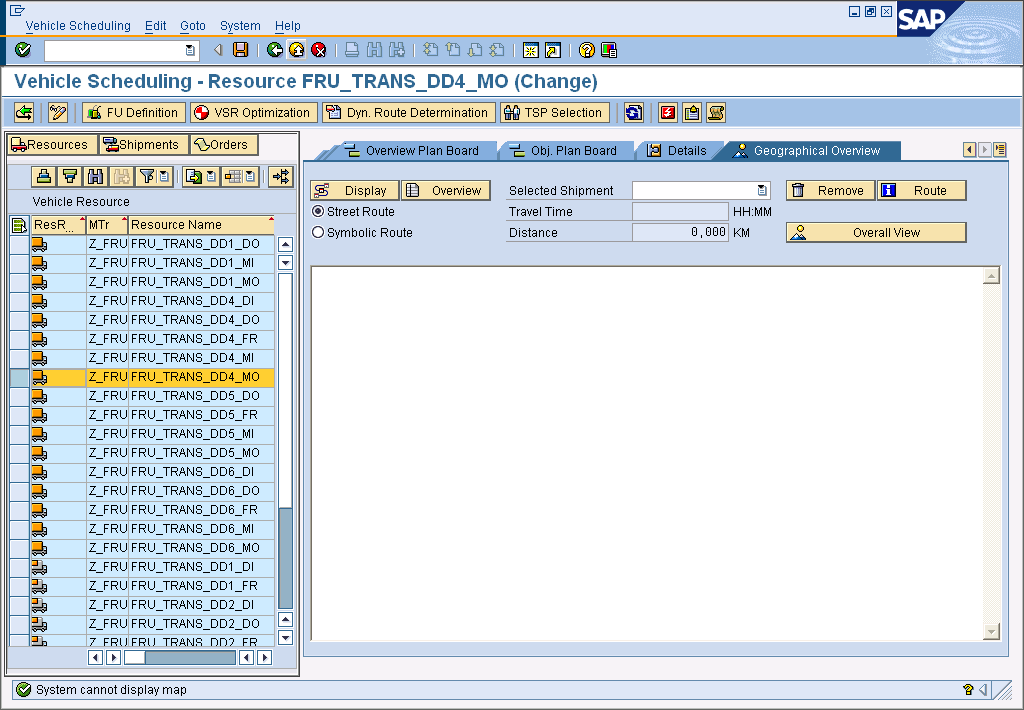 Vehicle Scheduling Edit Goto System Help
SAP
Vehicle Scheduling - Resource FRU_TRANS_DD4_MO (Change)
FU Definition VSR Optimization Dyn. Route Determination TSP Selection
Resources Shipments Orders
Overview Plan Board Obj. Plan Board Details Geographical Overview
Display Overview Selected Shipment Remove Route
Street Route Travel Time HH:MM
Symbolic Route Distance 0,000 KM Overall View
Vehicle Resource
ResR... MTr Resource Name
Z_FRU FRU_TRANS_DD1_DO
Z_FRU FRU_TRANS_DD1_MI
Z_FRU FRU_TRANS_DD1_MO
Z_FRU FRU_TRANS_DD4_DI
Z_FRU FRU_TRANS_DD4_DO
Z_FRU FRU_TRANS_DD4_FR
Z_FRU FRU_TRANS_DD4_MI
Z_FRU FRU_TRANS_DD4_MO
Z_FRU FRU_TRANS_DD5_DO
Z_FRU FRU_TRANS_DD5_FR
Z_FRU FRU_TRANS_DD5_MI
Z_FRU FRU_TRANS_DD5_MO
Z_FRU FRU_TRANS_DD6_DI
Z_FRU FRU_TRANS_DD6_DO
Z_FRU FRU_TRANS_DD6_FR
Z_FRU FRU_TRANS_DD6_MI
Z_FRU FRU_TRANS_DD6_MO
Z_FRU FRU_TRANS_DD1_DI
Z_FRU FRU_TRANS_DD1_FR
Z_FRU FRU_TRANS_DD2_DI
Z_FRU FRU_TRANS_DD2_DO
Z_FRU FRU_TRANS_DD2_FR
System cannot display map